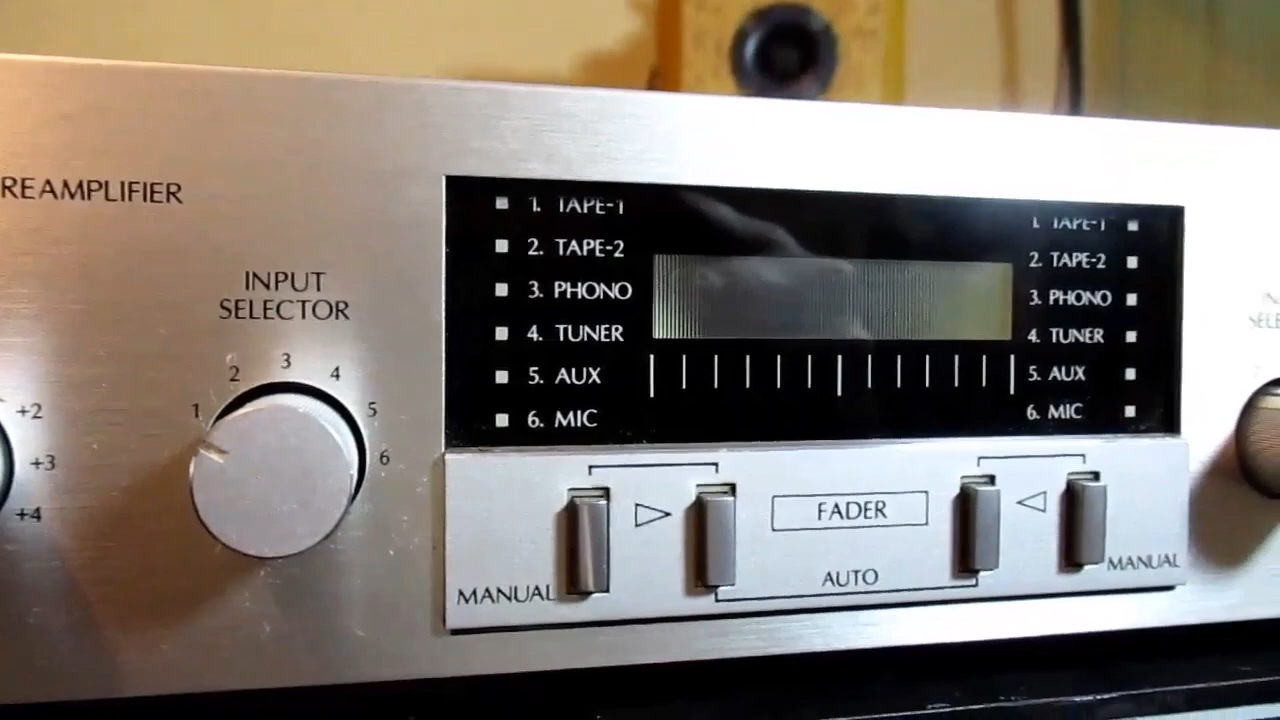 REAMPLIFIER
INPUT
SELECTOR
1 2 3 4 5 6
+2
+3
+4
1. TAPE-1
2. TAPE-2
3. PHONO
4. TUNER
5. AUX
6. MIC
1. TAPE-1
2. TAPE-2
3. PHONO
4. TUNER
5. AUX
6. MIC
MANUAL
FADER
AUTO
MANUAL